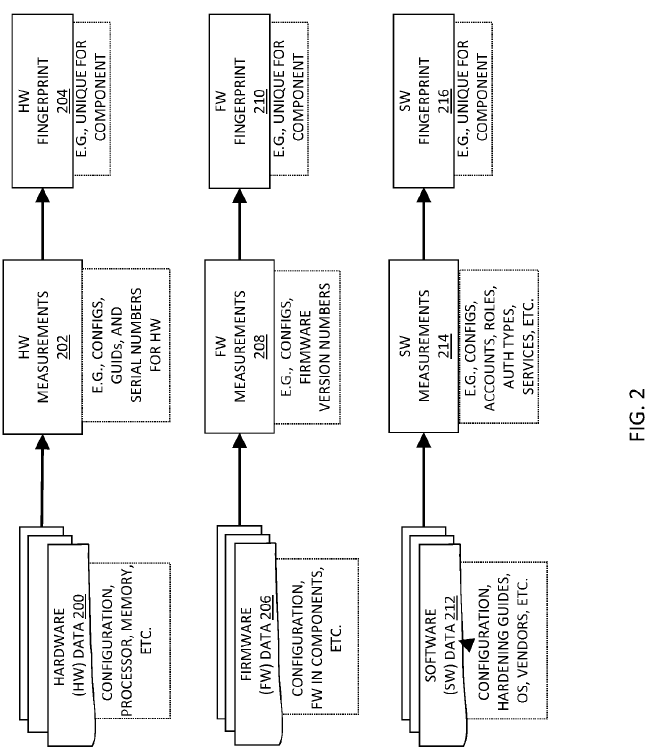 HARDWARE
(HW) DATA 200
CONFIGURATION,
PROCESSOR, MEMORY,
ETC.
HW
MEASUREMENTS
202
E.G., CONFIGS,
GUIDs, AND
SERIAL NUMBERS
FOR HW
HW
FINGERPRINT
204
E.G., UNIQUE FOR
COMPONENT
FIRMWARE
(FW) DATA 206
CONFIGURATION,
FW IN COMPONENTS,
ETC.
FW
MEASUREMENTS
208
E.G., CONFIGS,
FIRMWARE
VERSION NUMBERS
FW
FINGERPRINT
210
E.G., UNIQUE FOR
COMPONENT
SOFTWARE
(SW) DATA 212
CONFIGURATION,
HARDENING GUIDES,
OS, VENDORS, ETC.
SW
MEASUREMENTS
214
E.G., CONFIGS,
ACCOUNTS, ROLES,
AUTH TYPES,
SERVICES, ETC.
SW
FINGERPRINT
216
E.G., UNIQUE FOR
COMPONENT
FIG. 2